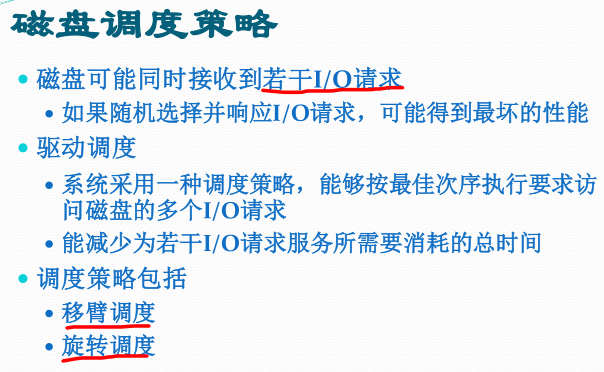 磁盘调度策略
磁盘可能同时接收到若干I/O请求
如果随机选择并响应I/O请求，可能得到最坏的性能
驱动调度
系统采用一种调度策略，能够按最佳次序执行要求访
问磁盘的多个I/O请求
能减少为若干I/O请求服务所需要消耗的总时间
调度策略包括
移臂调度
旋转调度